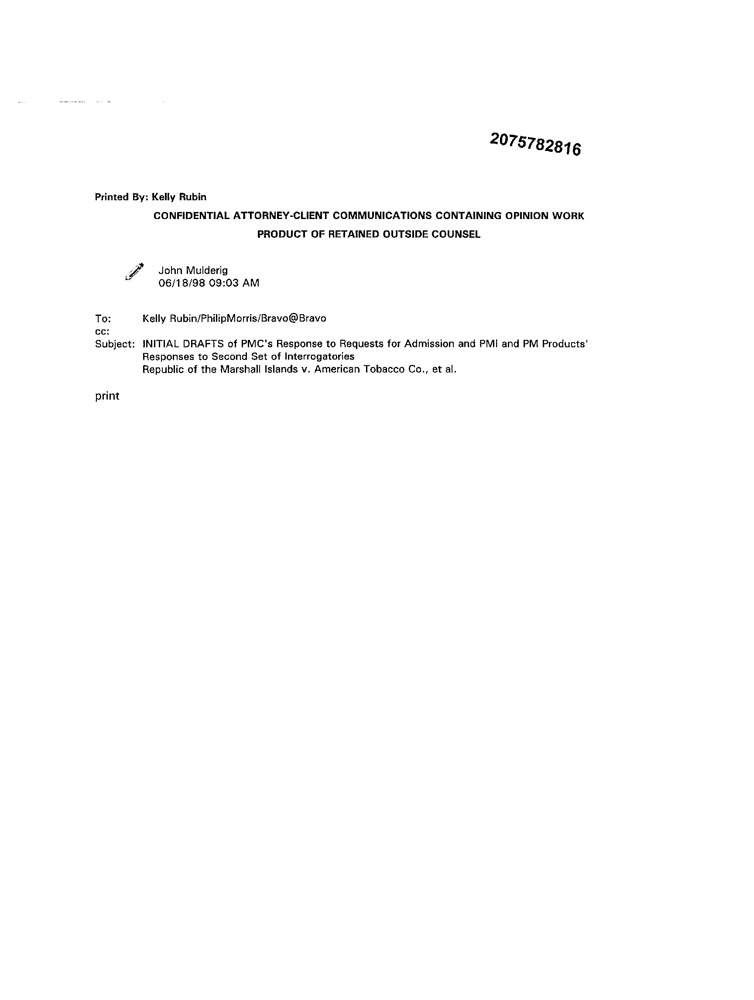 2075782816
Printed By: Kelly Rubin
CONFIDENTIAL ATTORNEY-CLIENT COMMUNICATIONS CONTAINING OPINION WORK
PRODUCT OF RETAINED OUTSIDE COUNSEL
John Mulderig
06/18/98 09:03 AM
To: Kelly Rubin/PhilipMorris/Bravo@Bravo
cc:
Subject: INITIAL DRAFTS of PMC's Response to Requests for Admission and PMI and PM Products'
Responses to Second Set of Interrogatories
Republic of the Marshall Islands v. American Tobacco Co., et al.
print